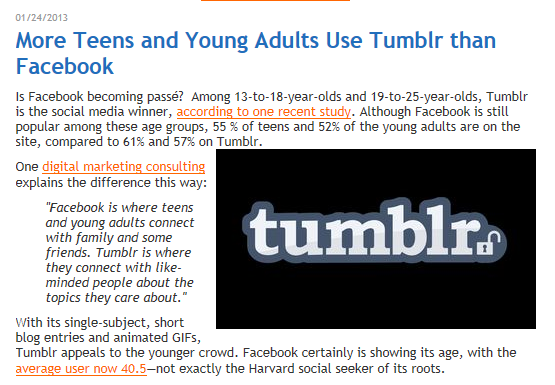 01/24/2013
More Teens and Young Adults Use Tumblr than
Facebook
Is Facebook becoming passé? Among 13-to-18-year-olds and 19-to-25-year-olds, Tumblr
is the social media winner, according to one recent study. Although Facebook is still
popular among these age groups, 55 % of teens and 52% of the young adults are on the
site, compared to 61% and 57% on Tumblr.
One digital marketing consulting
explains the difference this way:
"Facebook is where teens
and young adults connect
with family and some
friends. Tumblr is where
they connect with like-
minded people about the
topics they care about."
tumblr.
With its single-subject, short
blog entries and animated GIFs,
Tumblr appeals to the younger crowd. Facebook certainly is showing its age, with the
average user now 40.5—not exactly the Harvard social seeker of its roots.